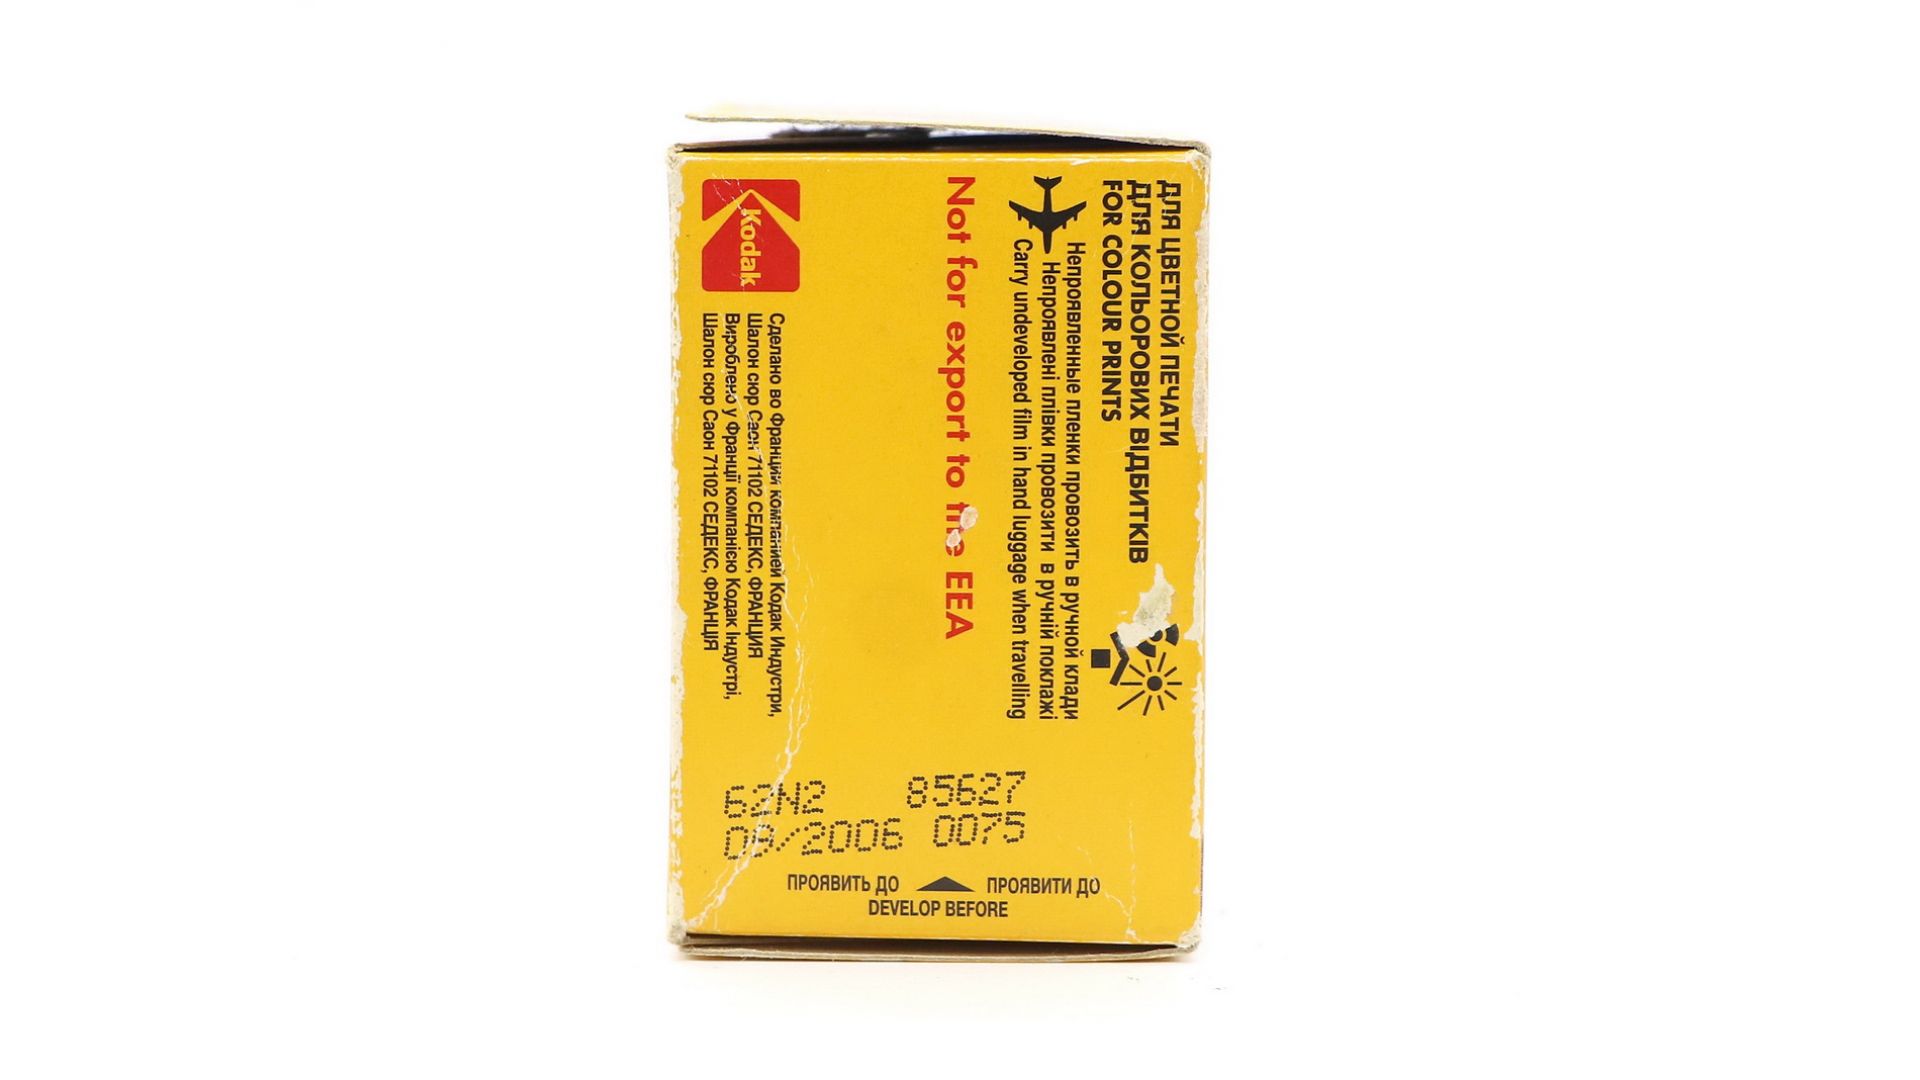 ДЛЯ ЦВЕТНОЙ ПЕЧАТИ
ДЛЯ КОЛЬОРОВИХ ВІДБИТКІВ
FOR COLOUR PRINTS
Непроявленные пленки провозить в ручной клади
Непроявлені плівки провозити в ручній поклажі
Carry undeveloped film in hand luggage when travelling
Not for export to the EEA
Kodak
Сделано во Франции компанией Кодак Индустри,
Шалон сюр Саон 71102 СЕДЕКС, ФРАНЦИЯ
Вироблено у Франції компанією Кодак Індустрі,
Шалон сюр Саон 71102 СЕДЕКС, ФРАНЦІЯ
62N2 85627
08/2006 0075
ПРОЯВИТЬ ДО ПРОЯВИТИ ДО
DEVELOP BEFORE